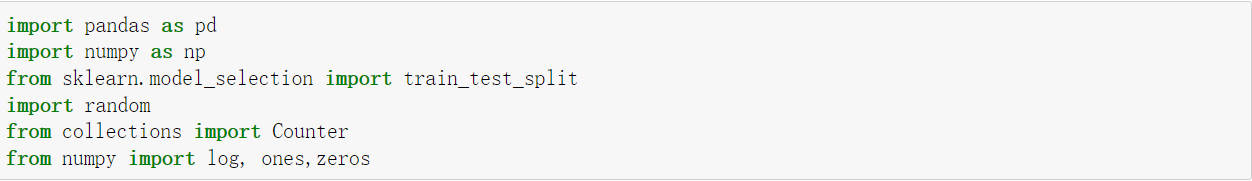 import pandas as pd
import numpy as np
from sklearn.model_selection import train_test_split
import random
from collections import Counter
from numpy import log, ones,zeros